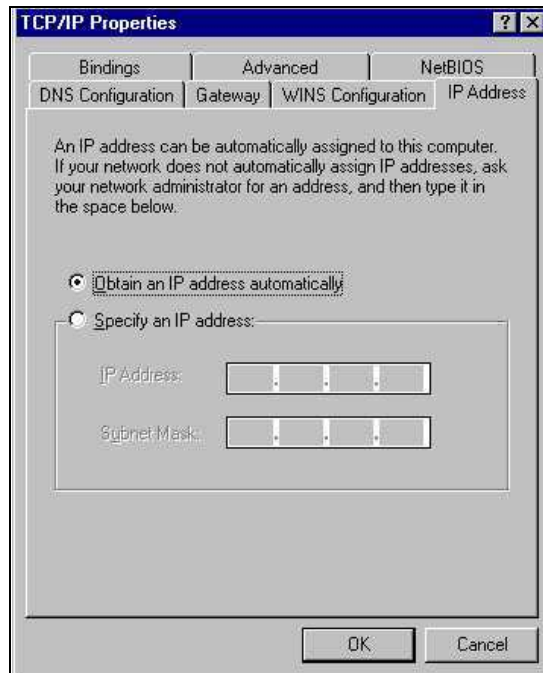 TCP/IP Properties
Bindings
Advanced
NetBIOS
DNS Configuration
Gateway
WINS Configuration
IP Address
An IP address can be automatically assigned to this computer.
If your network does not automatically assign IP addresses, ask
your network administrator for an address, and then type it in
the space below.
Obtain an IP address automatically
Specify an IP address:
IP Address:
Subnet Mask:
OK
Cancel